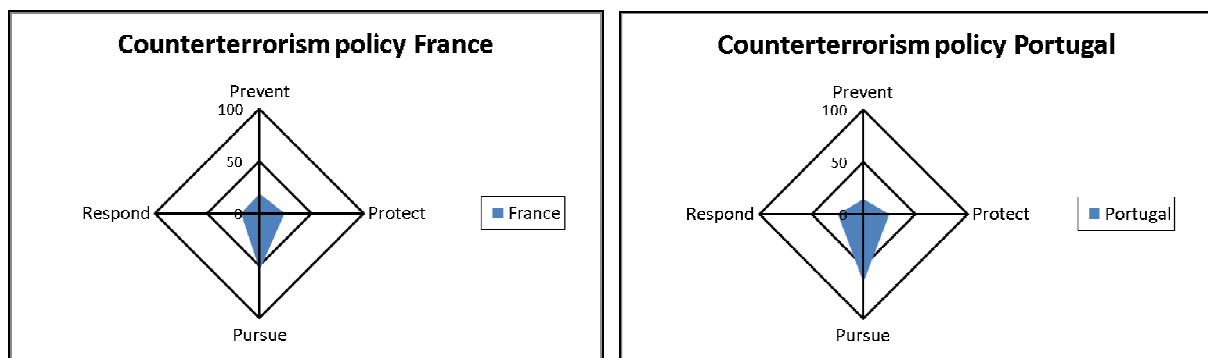 Counterterrorism policy France
Prevent
100
50
0
Respond
Protect
Pursue
France
Counterterrorism policy Portugal
Prevent
100
50
0
Respond
Protect
Pursue
Portugal